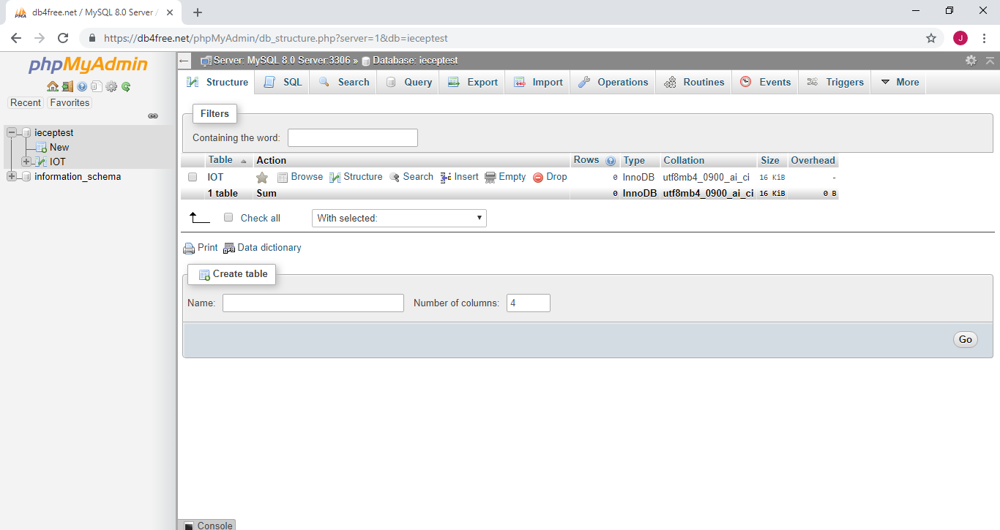 db4free.net / MySQL 8.0 Server /
https://db4free.net/phpMyAdmin/db_structure.php?server=1&db=ieceptest
J
phpMyAdmin
Recent Favorites
ieceptest
New
IOT
information_schema
Server: MySQL 8.0 Server:3306 » Database: ieceptest
Structure SQL Search Query Export Import Operations Routines Events Triggers More
Filters
Containing the word:
Table Action Rows Type Collation Size Overhead
IOT Browse Structure Search Insert Empty Drop 0 InnoDB utf8mb4_0900_ai_ci 16 KiB -
1 table Sum 0 InnoDB utf8mb4_0900_ai_ci 16 KiB 0 B
Check all With selected:
Print Data dictionary
Create table
Name: Number of columns: 4
Go
Console